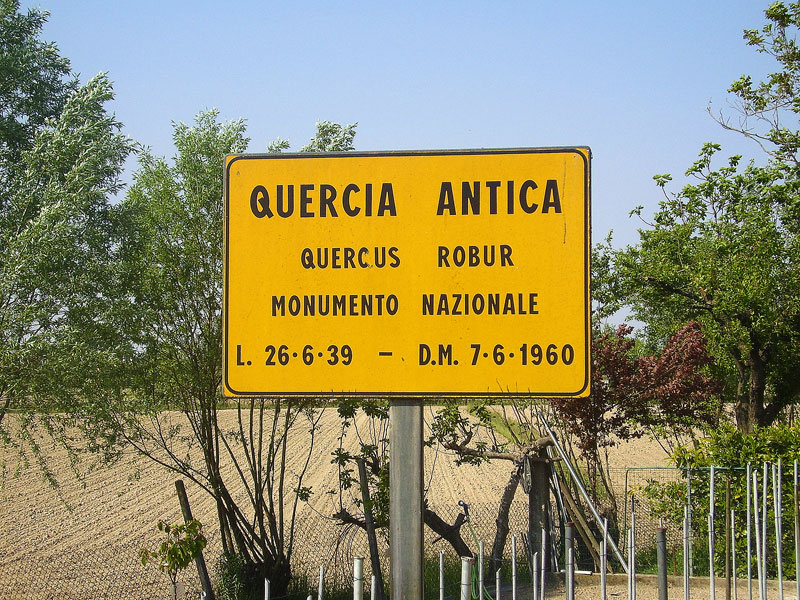 QUERCIA ANTICA
QUERCUS ROBUR
MONUMENTO NAZIONALE
L. 26·6·39 – D.M. 7·6·1960